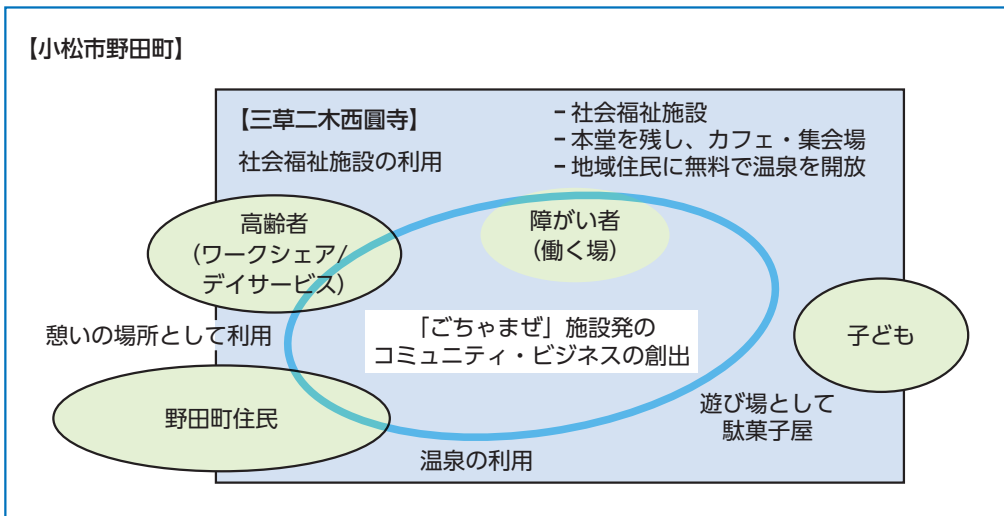 【小松市野田町】
【三草二木西圓寺】
社会福祉施設の利用
− 社会福祉施設
− 本堂を残し、カフェ・集会場
− 地域住民に無料で温泉を開放
高齢者
（ワークシェア/
デイサービス）
障がい者
（働く場）
憩いの場所として利用
「ごちゃまぜ」施設発の
コミュニティ・ビジネスの創出
子ども
野田町住民
遊び場として
駄菓子屋
温泉の利用